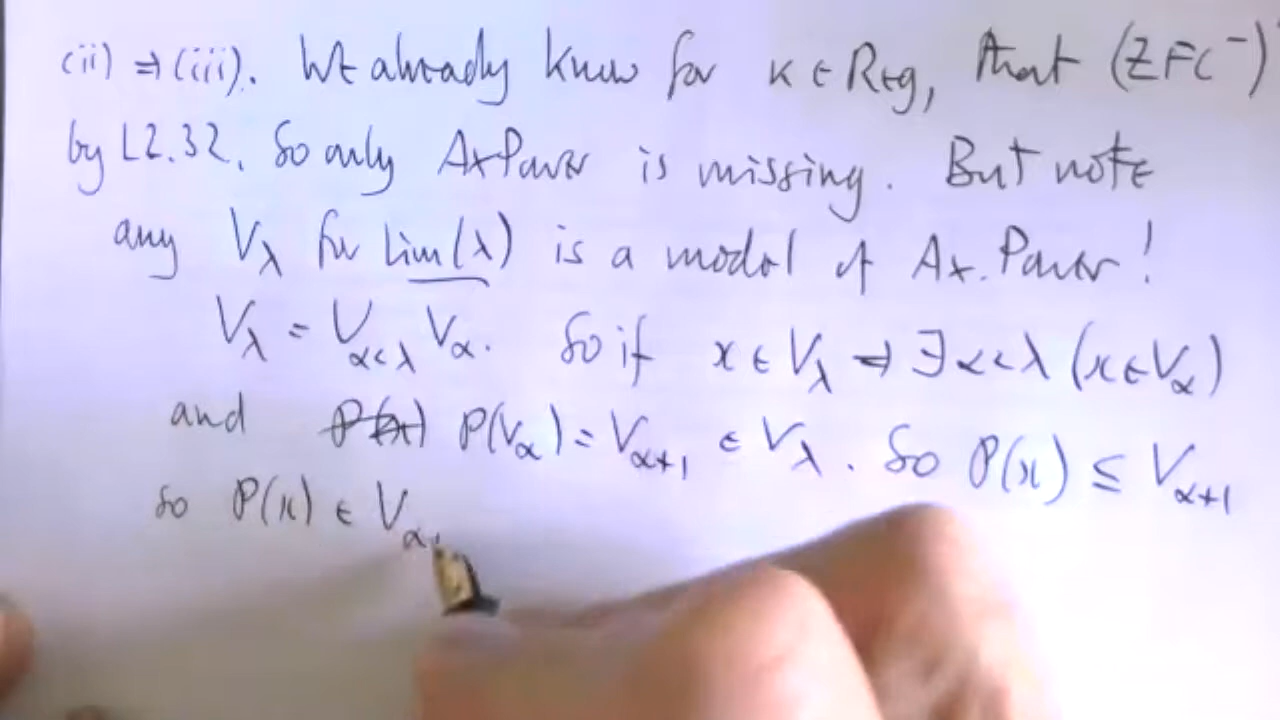 (ii) ⇒ (iii). We already know for κ ∈ Reg, that (ZFC⁻)
by L2.32. So only AxPower is missing. But note
any V_λ for Lim(λ) is a model of Ax.Power!
V_λ = ⋃_{α<λ} V_α. So if x ∈ V_λ ⇒ ∃α<λ (x ∈ V_α)
and P(x) P(V_α) = V_{α+1} ∈ V_λ. So P(x) ⊆ V_{α+1}
so P(x) ∈ V_α